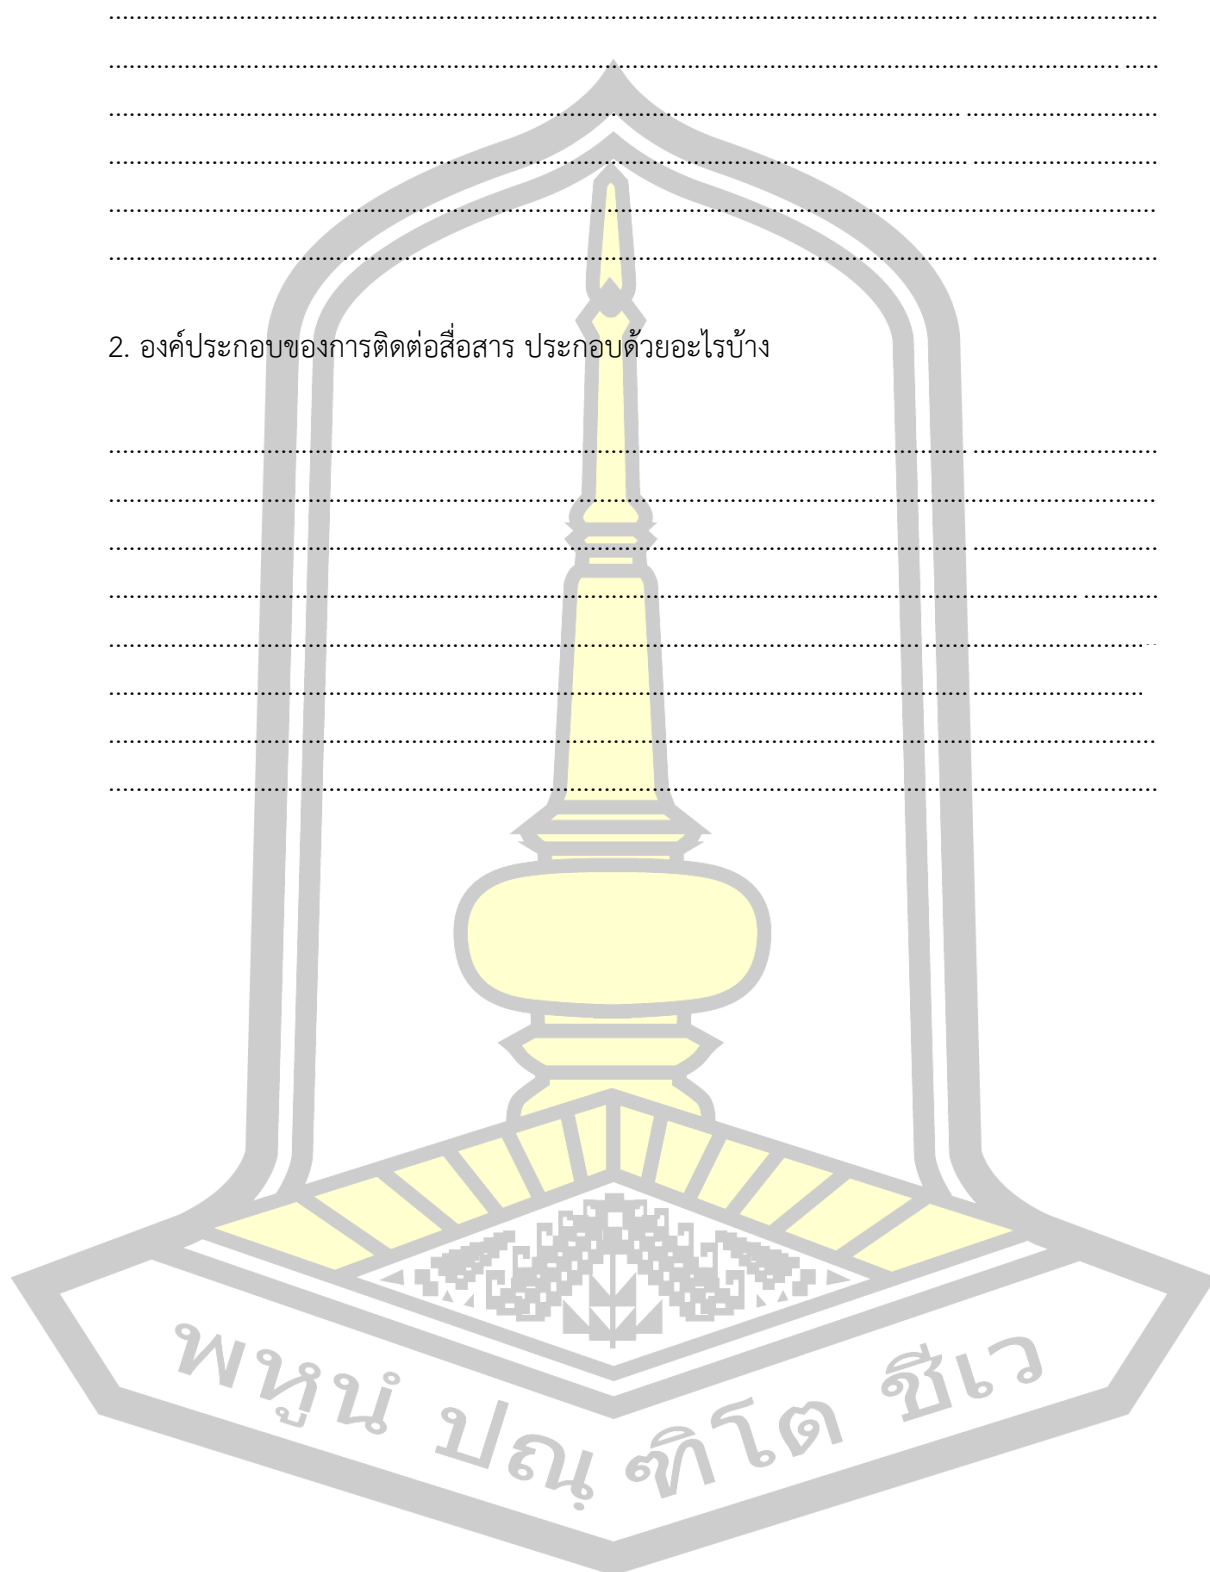 2. องค์ประกอบของการติดต่อสื่อสาร ประกอบด้วยอะไรบ้าง
พหูนํ ปณฺฑิโต ชีเว